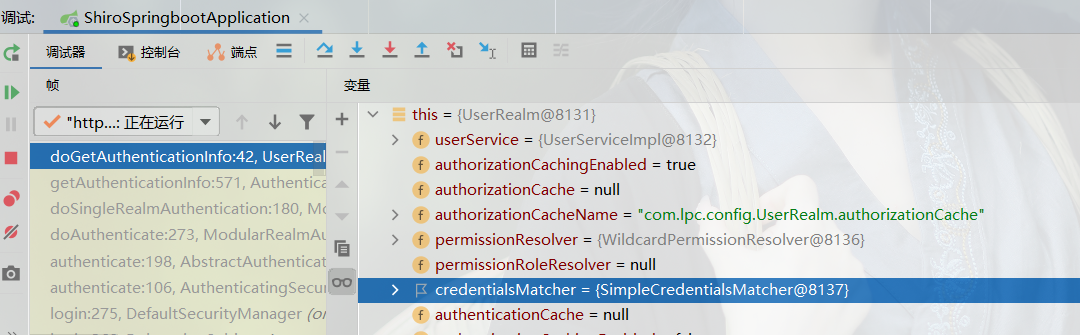 调试: ShiroSpringbootApplication
调试器 控制台 端点
帧
变量
"http...: 正在运行
doGetAuthenticationInfo:42, UserRealm
getAuthenticationInfo:571, Authentica
doSingleRealmAuthentication:180, Mo
doAuthenticate:273, ModularRealmAu
authenticate:198, AbstractAuthenticat
authenticate:106, AuthenticatingSecur
login:275, DefaultSecurityManager (or
this = {UserRealm@8131}
userService = {UserServiceImpl@8132}
authorizationCachingEnabled = true
authorizationCache = null
authorizationCacheName = "com.lpc.config.UserRealm.authorizationCache"
permissionResolver = {WildcardPermissionResolver@8136}
permissionRoleResolver = null
credentialsMatcher = {SimpleCredentialsMatcher@8137}
authenticationCache = null